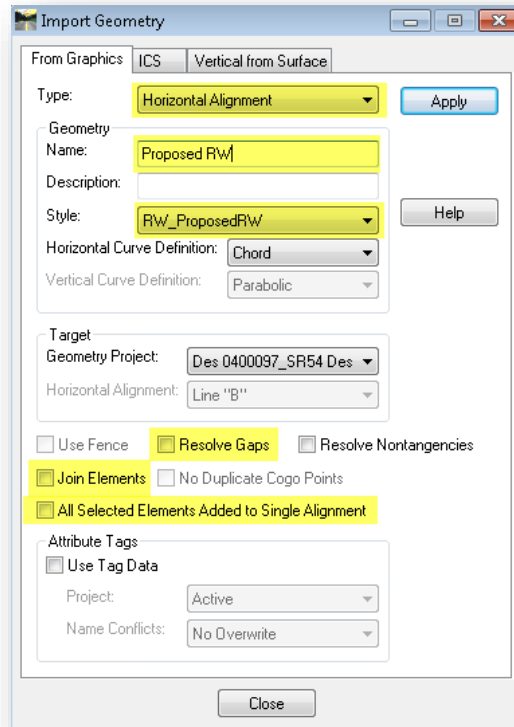 Import Geometry
From Graphics ICS Vertical from Surface
Type: Horizontal Alignment Apply
Geometry
Name: Proposed RW
Description:
Style: RW_ProposedRW Help
Horizontal Curve Definition: Chord
Vertical Curve Definition: Parabolic
Target
Geometry Project: Des 0400097_SR54 Des
Horizontal Alignment: Line "B"
Use Fence Resolve Gaps Resolve Nontangencies
Join Elements No Duplicate Cogo Points
All Selected Elements Added to Single Alignment
Attribute Tags
Use Tag Data
Project: Active
Name Conflicts: No Overwrite
Close